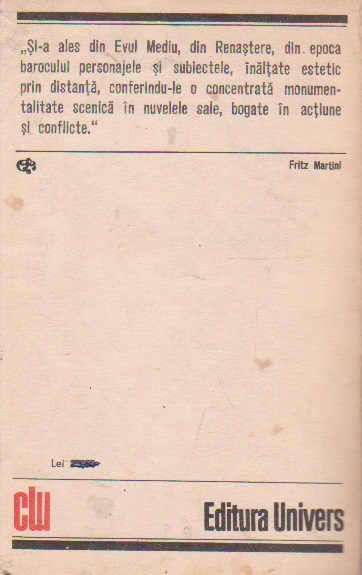 „Și-a ales din Evul Mediu, din Renaștere, din epoca
barocului personajele și subiectele, înălțate estetic
prin distanță, conferindu-le o concentrată monumen-
talitate scenică în nuvelele sale, bogate în acțiune
și conflicte.“
Fritz Martini
Lei
clu
Editura Univers